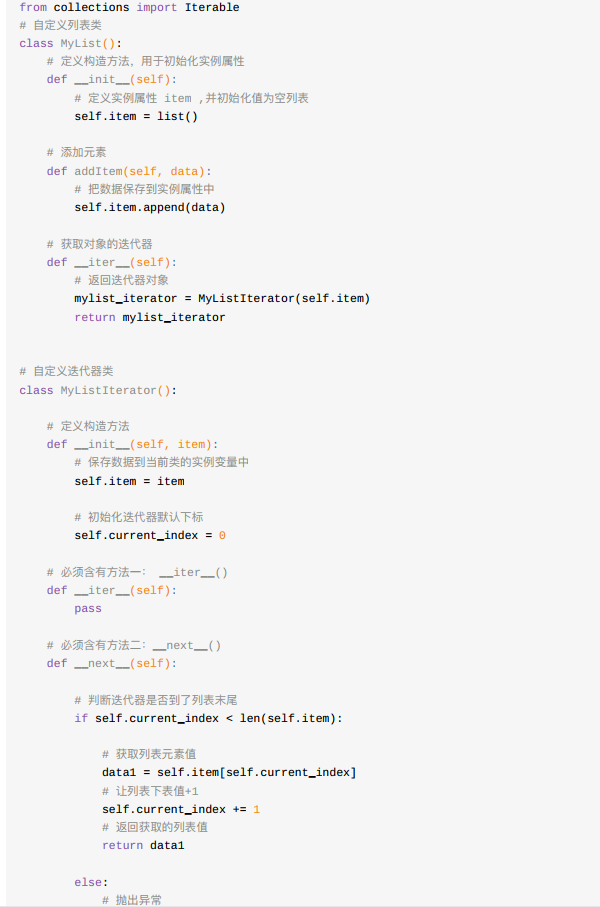 from collections import Iterable
# 自定义列表类
class MyList():
# 定义构造方法，用于初始化实例属性
def __init__(self):
# 定义实例属性 item ,并初始化值为空列表
self.item = list()
# 添加元素
def addItem(self, data):
# 把数据保存到实例属性中
self.item.append(data)
# 获取对象的迭代器
def __iter__(self):
# 返回迭代器对象
mylist_iterator = MyListIterator(self.item)
return mylist_iterator
# 自定义迭代器类
class MyListIterator():
# 定义构造方法
def __init__(self, item):
# 保存数据到当前类的实例变量中
self.item = item
# 初始化迭代器默认下标
self.current_index = 0
# 必须含有方法一： __iter__()
def __iter__(self):
pass
# 必须含有方法二：__next__()
def __next__(self):
# 判断迭代器是否到了列表末尾
if self.current_index < len(self.item):
# 获取列表元素值
data1 = self.item[self.current_index]
# 让列表下表值+1
self.current_index += 1
# 返回获取的列表值
return data1
else:
# 抛出异常